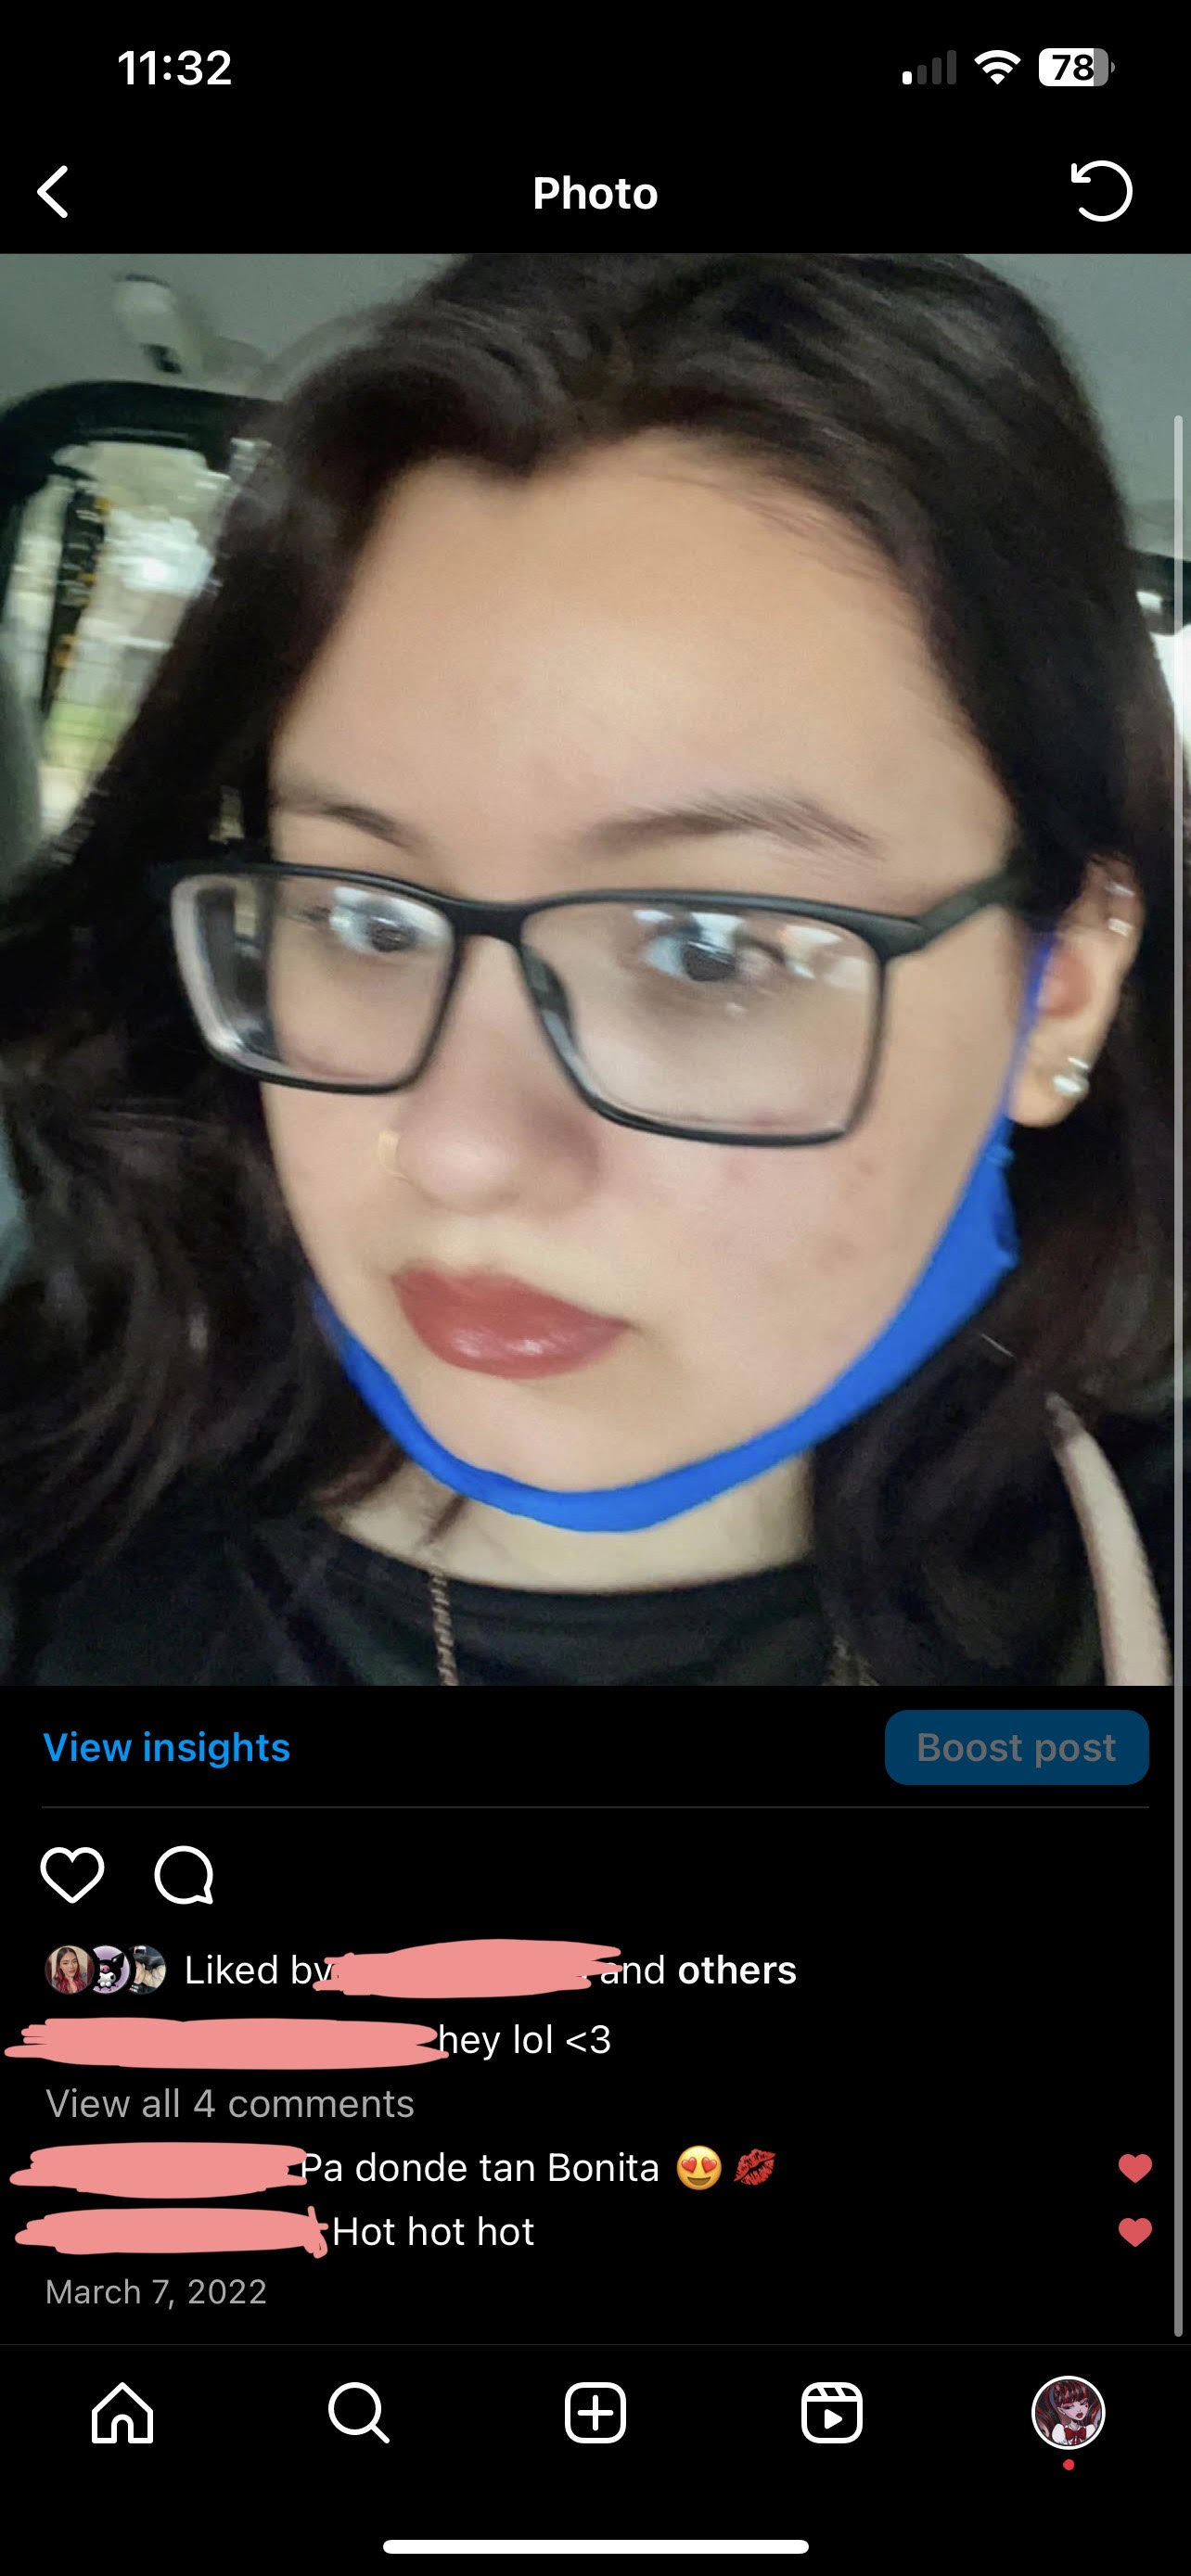 11:32
78
Photo
View insights
Boost post
Liked by and others
hey lol <3
View all 4 comments
Pa donde tan Bonita 😍 💋
Hot hot hot
March 7, 2022